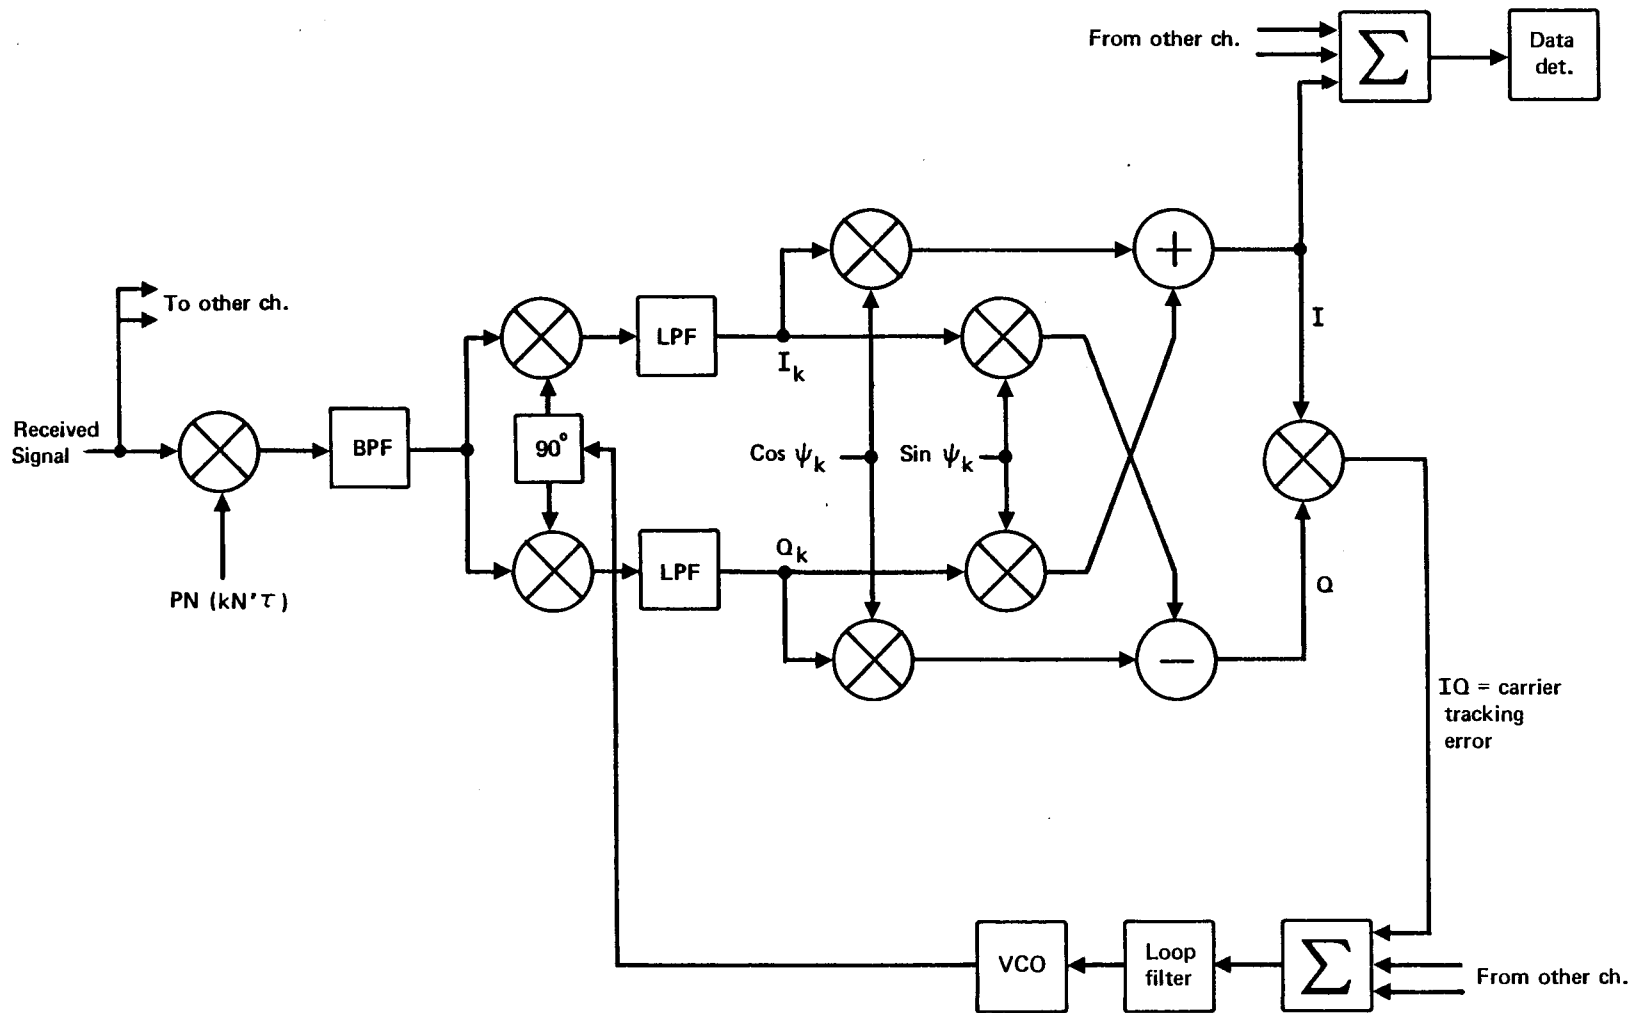 From other ch.
Σ
Data
det.
+
To other ch.
LPF
I
I_k
Received
Signal
BPF
90°
Cos ψ_k
Sin ψ_k
Q_k
LPF
Q
PN (kN'τ)
−
IQ = carrier
tracking
error
VCO
Loop
filter
Σ
From other ch.